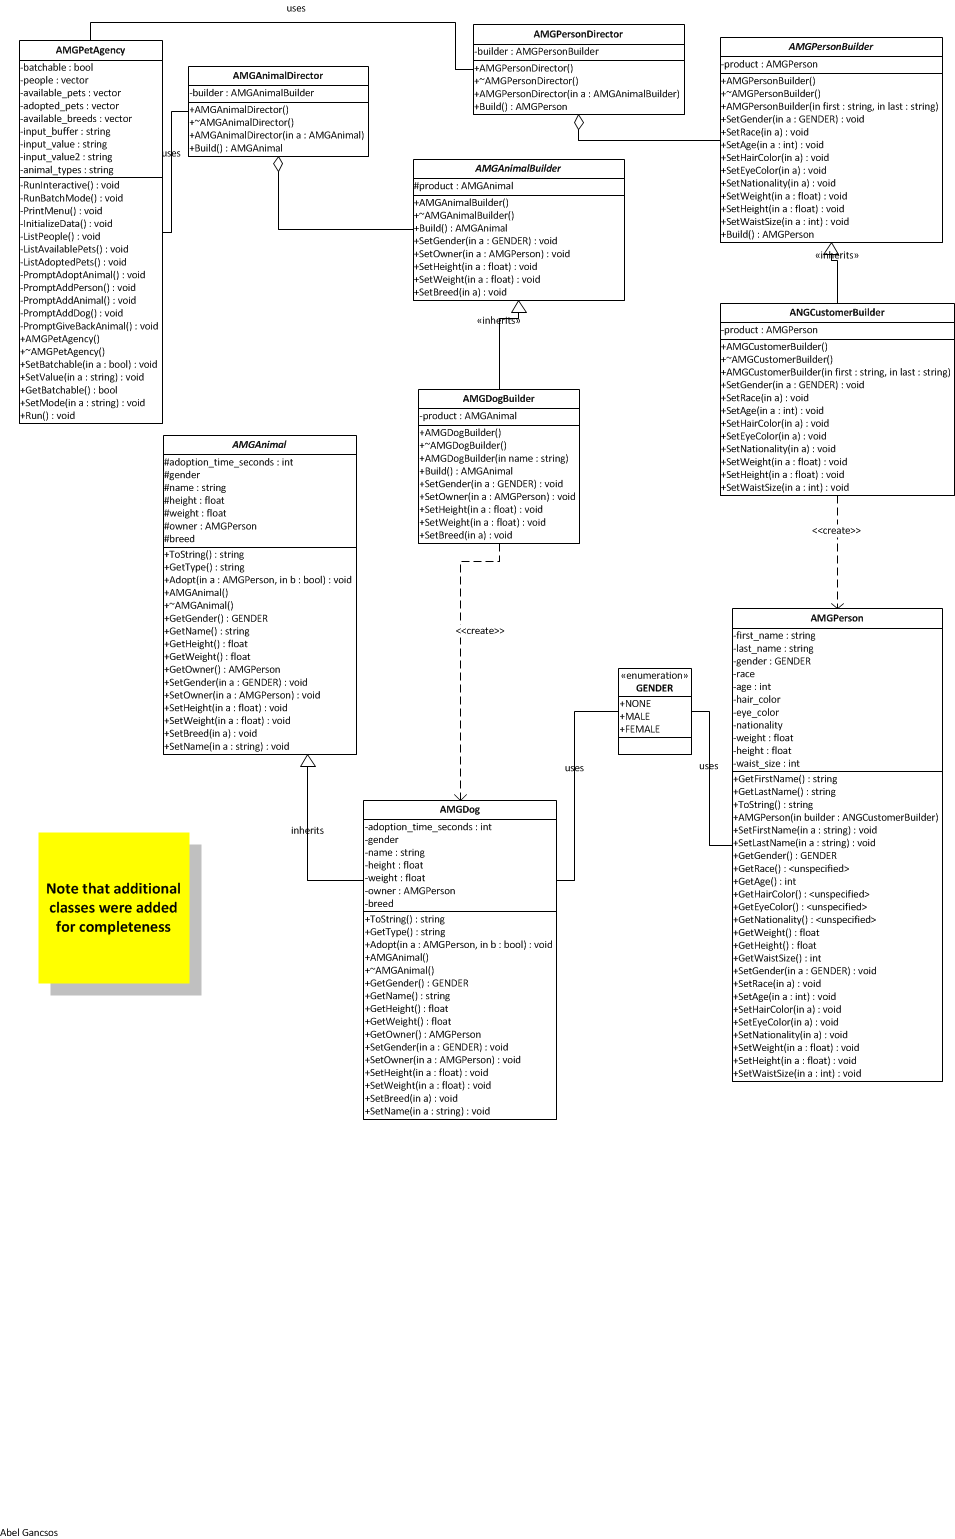 uses
AMGPetAgency
-batchable : bool
-people : vector
-available_pets : vector
-adopted_pets : vector
-available_breeds : vector
-input_buffer : string
-input_value : string
-input_value2 : string
-animal_types : string
-RunInteractive() : void
-RunBatchMode() : void
-PrintMenu() : void
-InitializeData() : void
-ListPeople() : void
-ListAvailablePets() : void
-ListAdoptedPets() : void
-PromptAdoptAnimal() : void
-PromptAddPerson() : void
-PromptAddAnimal() : void
-PromptAddDog() : void
-PromptGiveBackAnimal() : void
+AMGPetAgency()
+~AMGPetAgency()
+SetBatchable(in a : bool) : void
+SetValue(in a : string) : void
+GetBatchable() : bool
+SetMode(in a : string) : void
+Run() : void
uses
AMGAnimalDirector
-builder : AMGAnimalBuilder
+AMGAnimalDirector()
+~AMGAnimalDirector()
+AMGAnimalDirector(in a : AMGAnimal)
+Build() : AMGAnimal
AMGPersonDirector
-builder : AMGPersonBuilder
+AMGPersonDirector()
+~AMGPersonDirector()
+AMGPersonDirector(in a : AMGAnimalBuilder)
+Build() : AMGPerson
AMGPersonBuilder
-product : AMGPerson
+AMGPersonBuilder()
+~AMGPersonBuilder()
+AMGPersonBuilder(in first : string, in last : string)
+SetGender(in a : GENDER) : void
+SetRace(in a) : void
+SetAge(in a : int) : void
+SetHairColor(in a) : void
+SetEyeColor(in a) : void
+SetNationality(in a) : void
+SetWeight(in a : float) : void
+SetHeight(in a : float) : void
+SetWaistSize(in a : int) : void
+Build() : AMGPerson
«inherits»
AMGAnimalBuilder
#product : AMGAnimal
+AMGAnimalBuilder()
+~AMGAnimalBuilder()
+Build() : AMGAnimal
+SetGender(in a : GENDER) : void
+SetOwner(in a : AMGPerson) : void
+SetHeight(in a : float) : void
+SetWeight(in a : float) : void
+SetBreed(in a) : void
«inherits»
ANGCustomerBuilder
-product : AMGPerson
+AMGCustomerBuilder()
+~AMGCustomerBuilder()
+AMGCustomerBuilder(in first : string, in last : string)
+SetGender(in a : GENDER) : void
+SetRace(in a) : void
+SetAge(in a : int) : void
+SetHairColor(in a) : void
+SetEyeColor(in a) : void
+SetNationality(in a) : void
+SetWeight(in a : float) : void
+SetHeight(in a : float) : void
+SetWaistSize(in a : int) : void
<<create>>
AMGDogBuilder
-product : AMGAnimal
+AMGDogBuilder()
+~AMGDogBuilder()
+AMGDogBuilder(in name : string)
+Build() : AMGAnimal
+SetGender(in a : GENDER) : void
+SetOwner(in a : AMGPerson) : void
+SetHeight(in a : float) : void
+SetWeight(in a : float) : void
+SetBreed(in a) : void
<<create>>
AMGAnimal
#adoption_time_seconds : int
#gender
#name : string
#height : float
#weight : float
#owner : AMGPerson
#breed
+ToString() : string
+GetType() : string
+Adopt(in a : AMGPerson, in b : bool) : void
+AMGAnimal()
+~AMGAnimal()
+GetGender() : GENDER
+GetName() : string
+GetHeight() : float
+GetWeight() : float
+GetOwner() : AMGPerson
+SetGender(in a : GENDER) : void
+SetOwner(in a : AMGPerson) : void
+SetHeight(in a : float) : void
+SetWeight(in a : float) : void
+SetBreed(in a) : void
+SetName(in a : string) : void
inherits
«enumeration»
GENDER
+NONE
+MALE
+FEMALE
uses
uses
AMGPerson
-first_name : string
-last_name : string
-gender : GENDER
-race
-age : int
-hair_color
-eye_color
-nationality
-weight : float
-height : float
-waist_size : int
+GetFirstName() : string
+GetLastName() : string
+ToString() : string
+AMGPerson(in builder : ANGCustomerBuilder)
+SetFirstName(in a : string) : void
+SetLastName(in a : string) : void
+GetGender() : GENDER
+GetRace() : <unspecified>
+GetAge() : int
+GetHairColor() : <unspecified>
+GetEyeColor() : <unspecified>
+GetNationality() : <unspecified>
+GetWeight() : float
+GetHeight() : float
+GetWaistSize() : int
+SetGender(in a : GENDER) : void
+SetRace(in a) : void
+SetAge(in a : int) : void
+SetHairColor(in a) : void
+SetEyeColor(in a) : void
+SetNationality(in a) : void
+SetWeight(in a : float) : void
+SetHeight(in a : float) : void
+SetWaistSize(in a : int) : void
AMGDog
-adoption_time_seconds : int
-gender
-name : string
-height : float
-weight : float
-owner : AMGPerson
-breed
+ToString() : string
+GetType() : string
+Adopt(in a : AMGPerson, in b : bool) : void
+AMGAnimal()
+~AMGAnimal()
+GetGender() : GENDER
+GetName() : string
+GetHeight() : float
+GetWeight() : float
+GetOwner() : AMGPerson
+SetGender(in a : GENDER) : void
+SetOwner(in a : AMGPerson) : void
+SetHeight(in a : float) : void
+SetWeight(in a : float) : void
+SetBreed(in a) : void
+SetName(in a : string) : void
Note that additional
classes were added
for completeness
Abel Gancsos